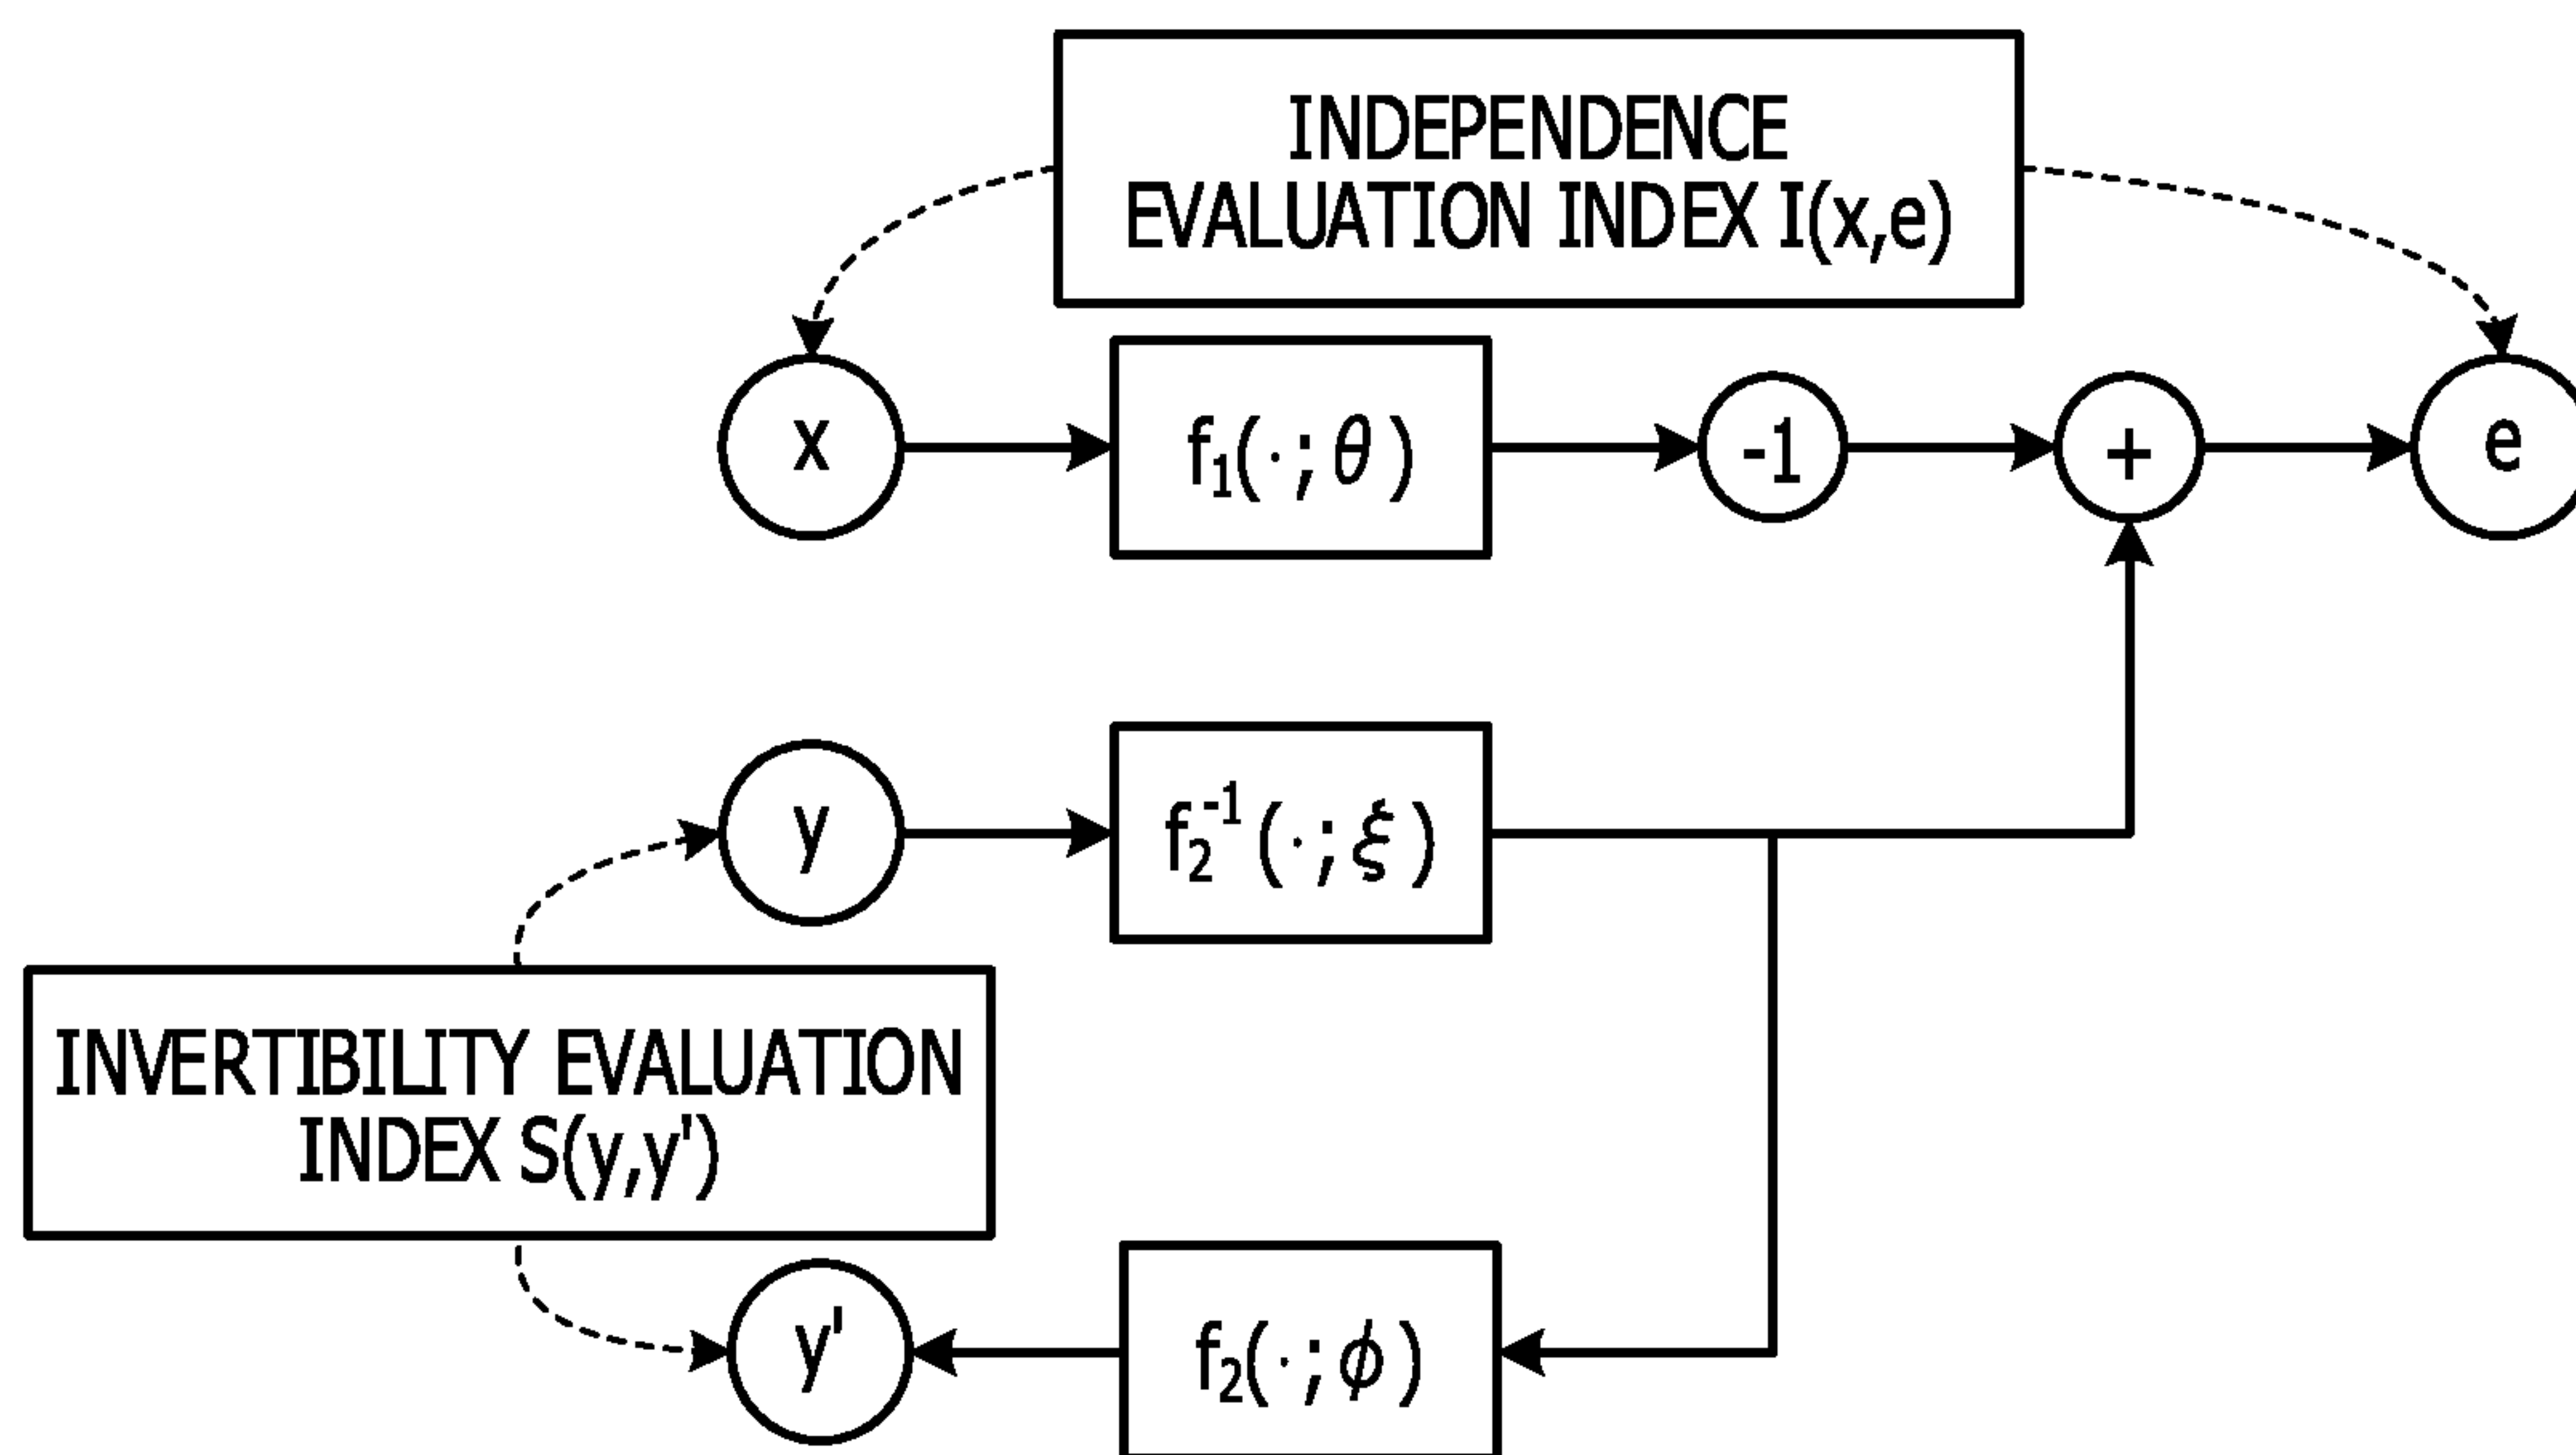 INDEPENDENCE
EVALUATION INDEX I(x,e)
x
f₁(·;θ)
-1
+
e
y
f₂⁻¹(·;ξ)
INVERTIBILITY EVALUATION
INDEX S(y,y')
y'
f₂(·;ϕ)